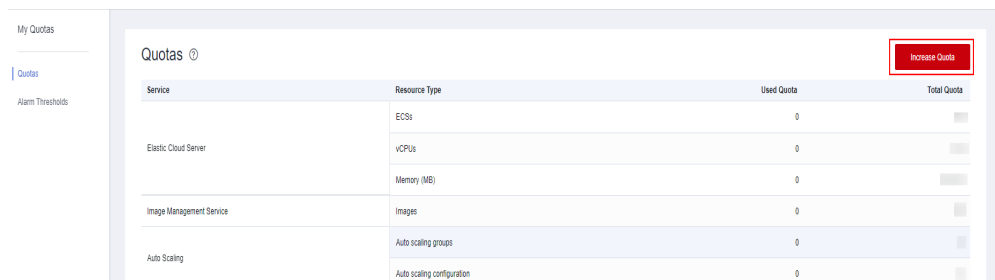 My Quotas
Quotas
Alarm Thresholds
Quotas ?
Increase Quota
Service Resource Type Used Quota Total Quota
Elastic Cloud Server
ECSs 0
vCPUs 0
Memory (MB) 0
Image Management Service Images 0
Auto Scaling
Auto scaling groups 0
Auto scaling configuration 0